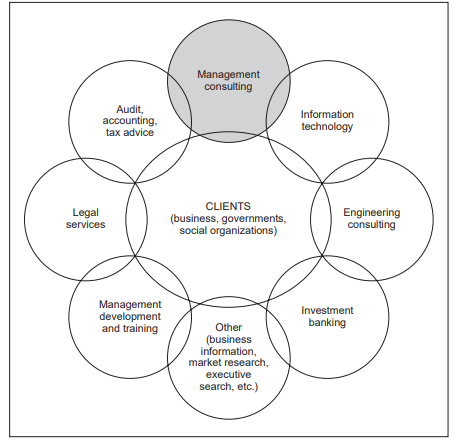 Management
consulting
Audit,
accounting,
tax advice
Information
technology
Legal
services
CLIENTS
(business, governments,
social organizations)
Engineering
consulting
Management
development
and training
Other
(business
information,
market research,
executive
search, etc.)
Investment
banking